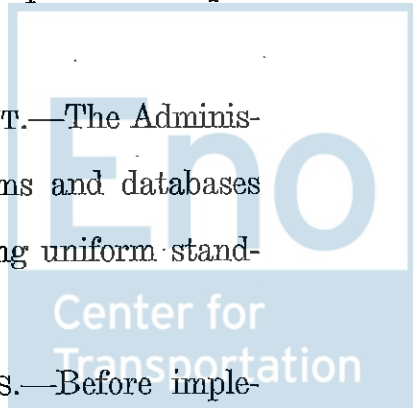 T.—The Adminis-
ms and databases
ng uniform stand-
Eno
Center for
Transportation
S.—Before imple-